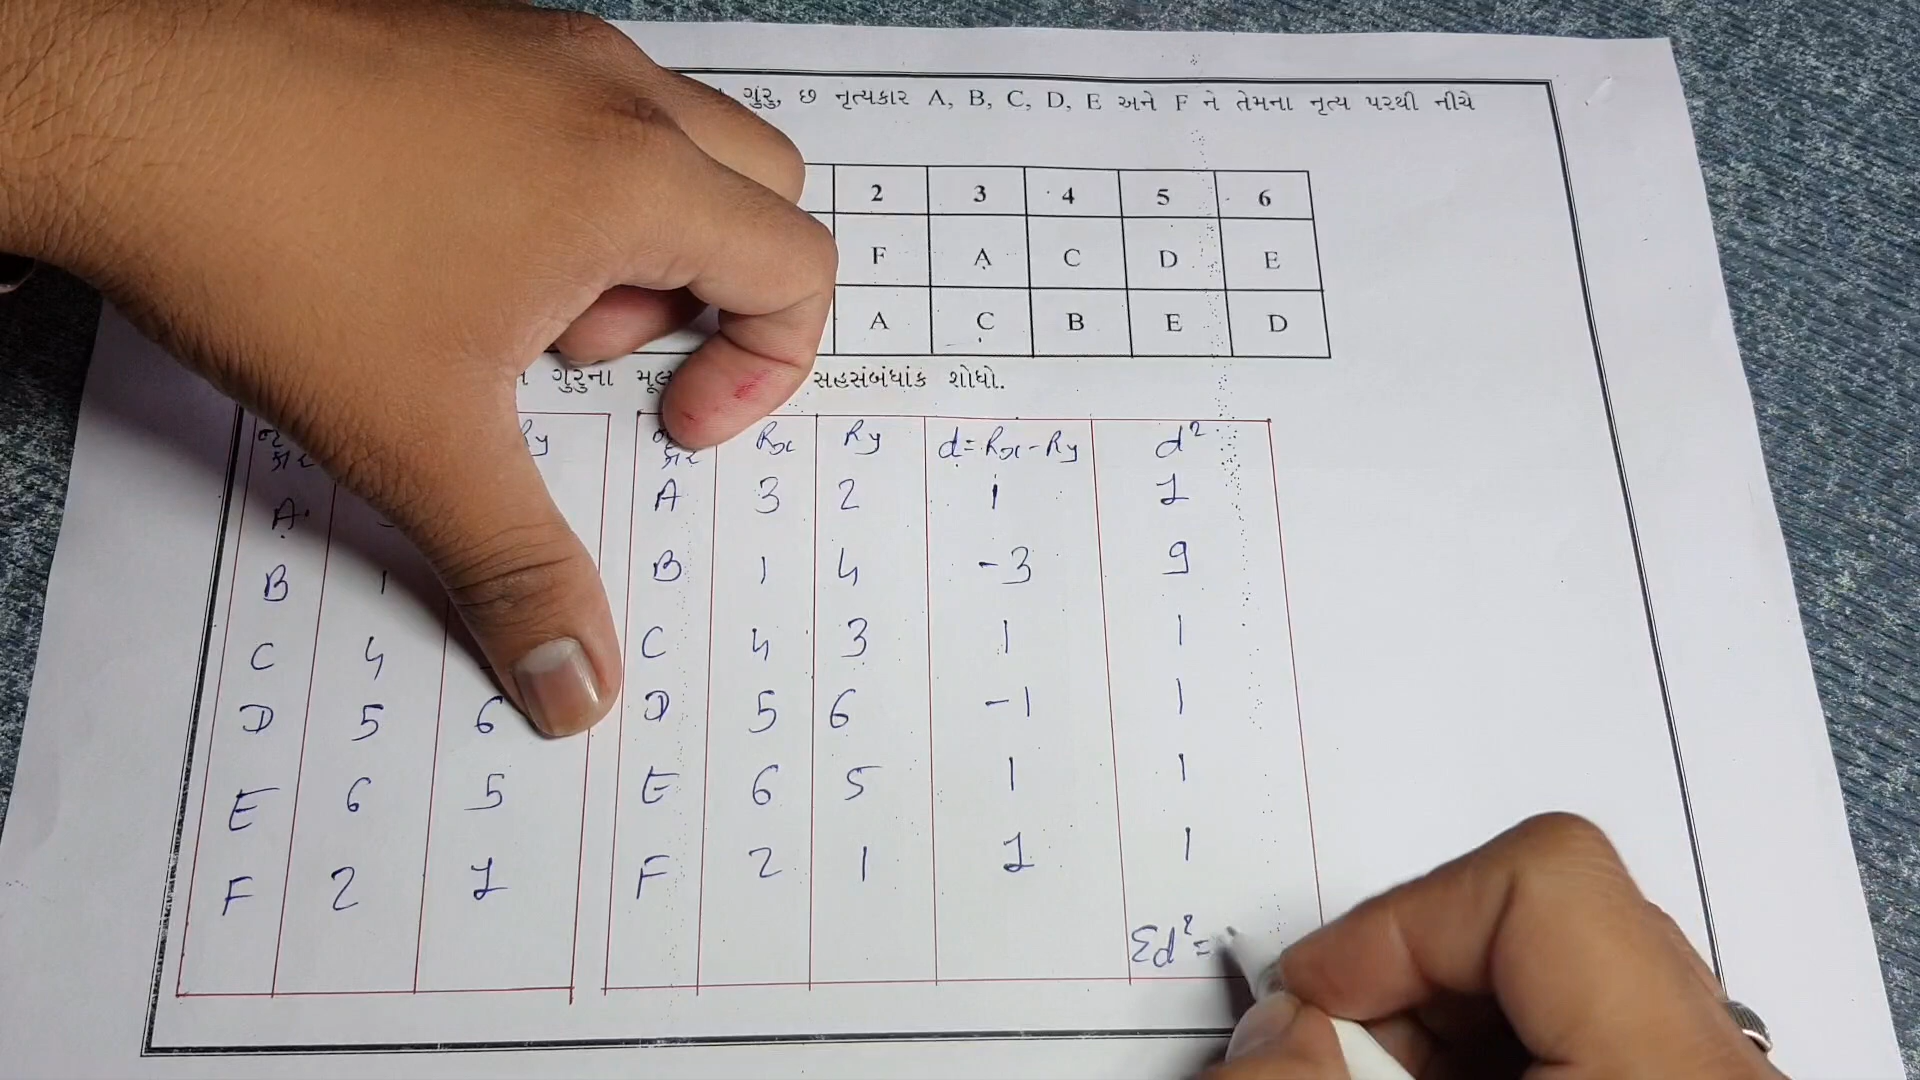 ગુરુ, છ નૃત્યકાર A, B, C, D, E અને F ને તેમના નૃત્ય પરથી નીચે
2 3 4 5 6
F A C D E
A C B E D
ગુરુના સહસંબંધાંક શોધો.
Rx Ry d=Rx-Ry d²
A 3 2 1 1
B 1 4 -3 9
C 4 3 1 1
D 5 6 -1 1
E 6 5 1 1
F 2 1 1 1
Σd²=
A
B 1
C 4
D 5 6
E 6 5
F 2 1